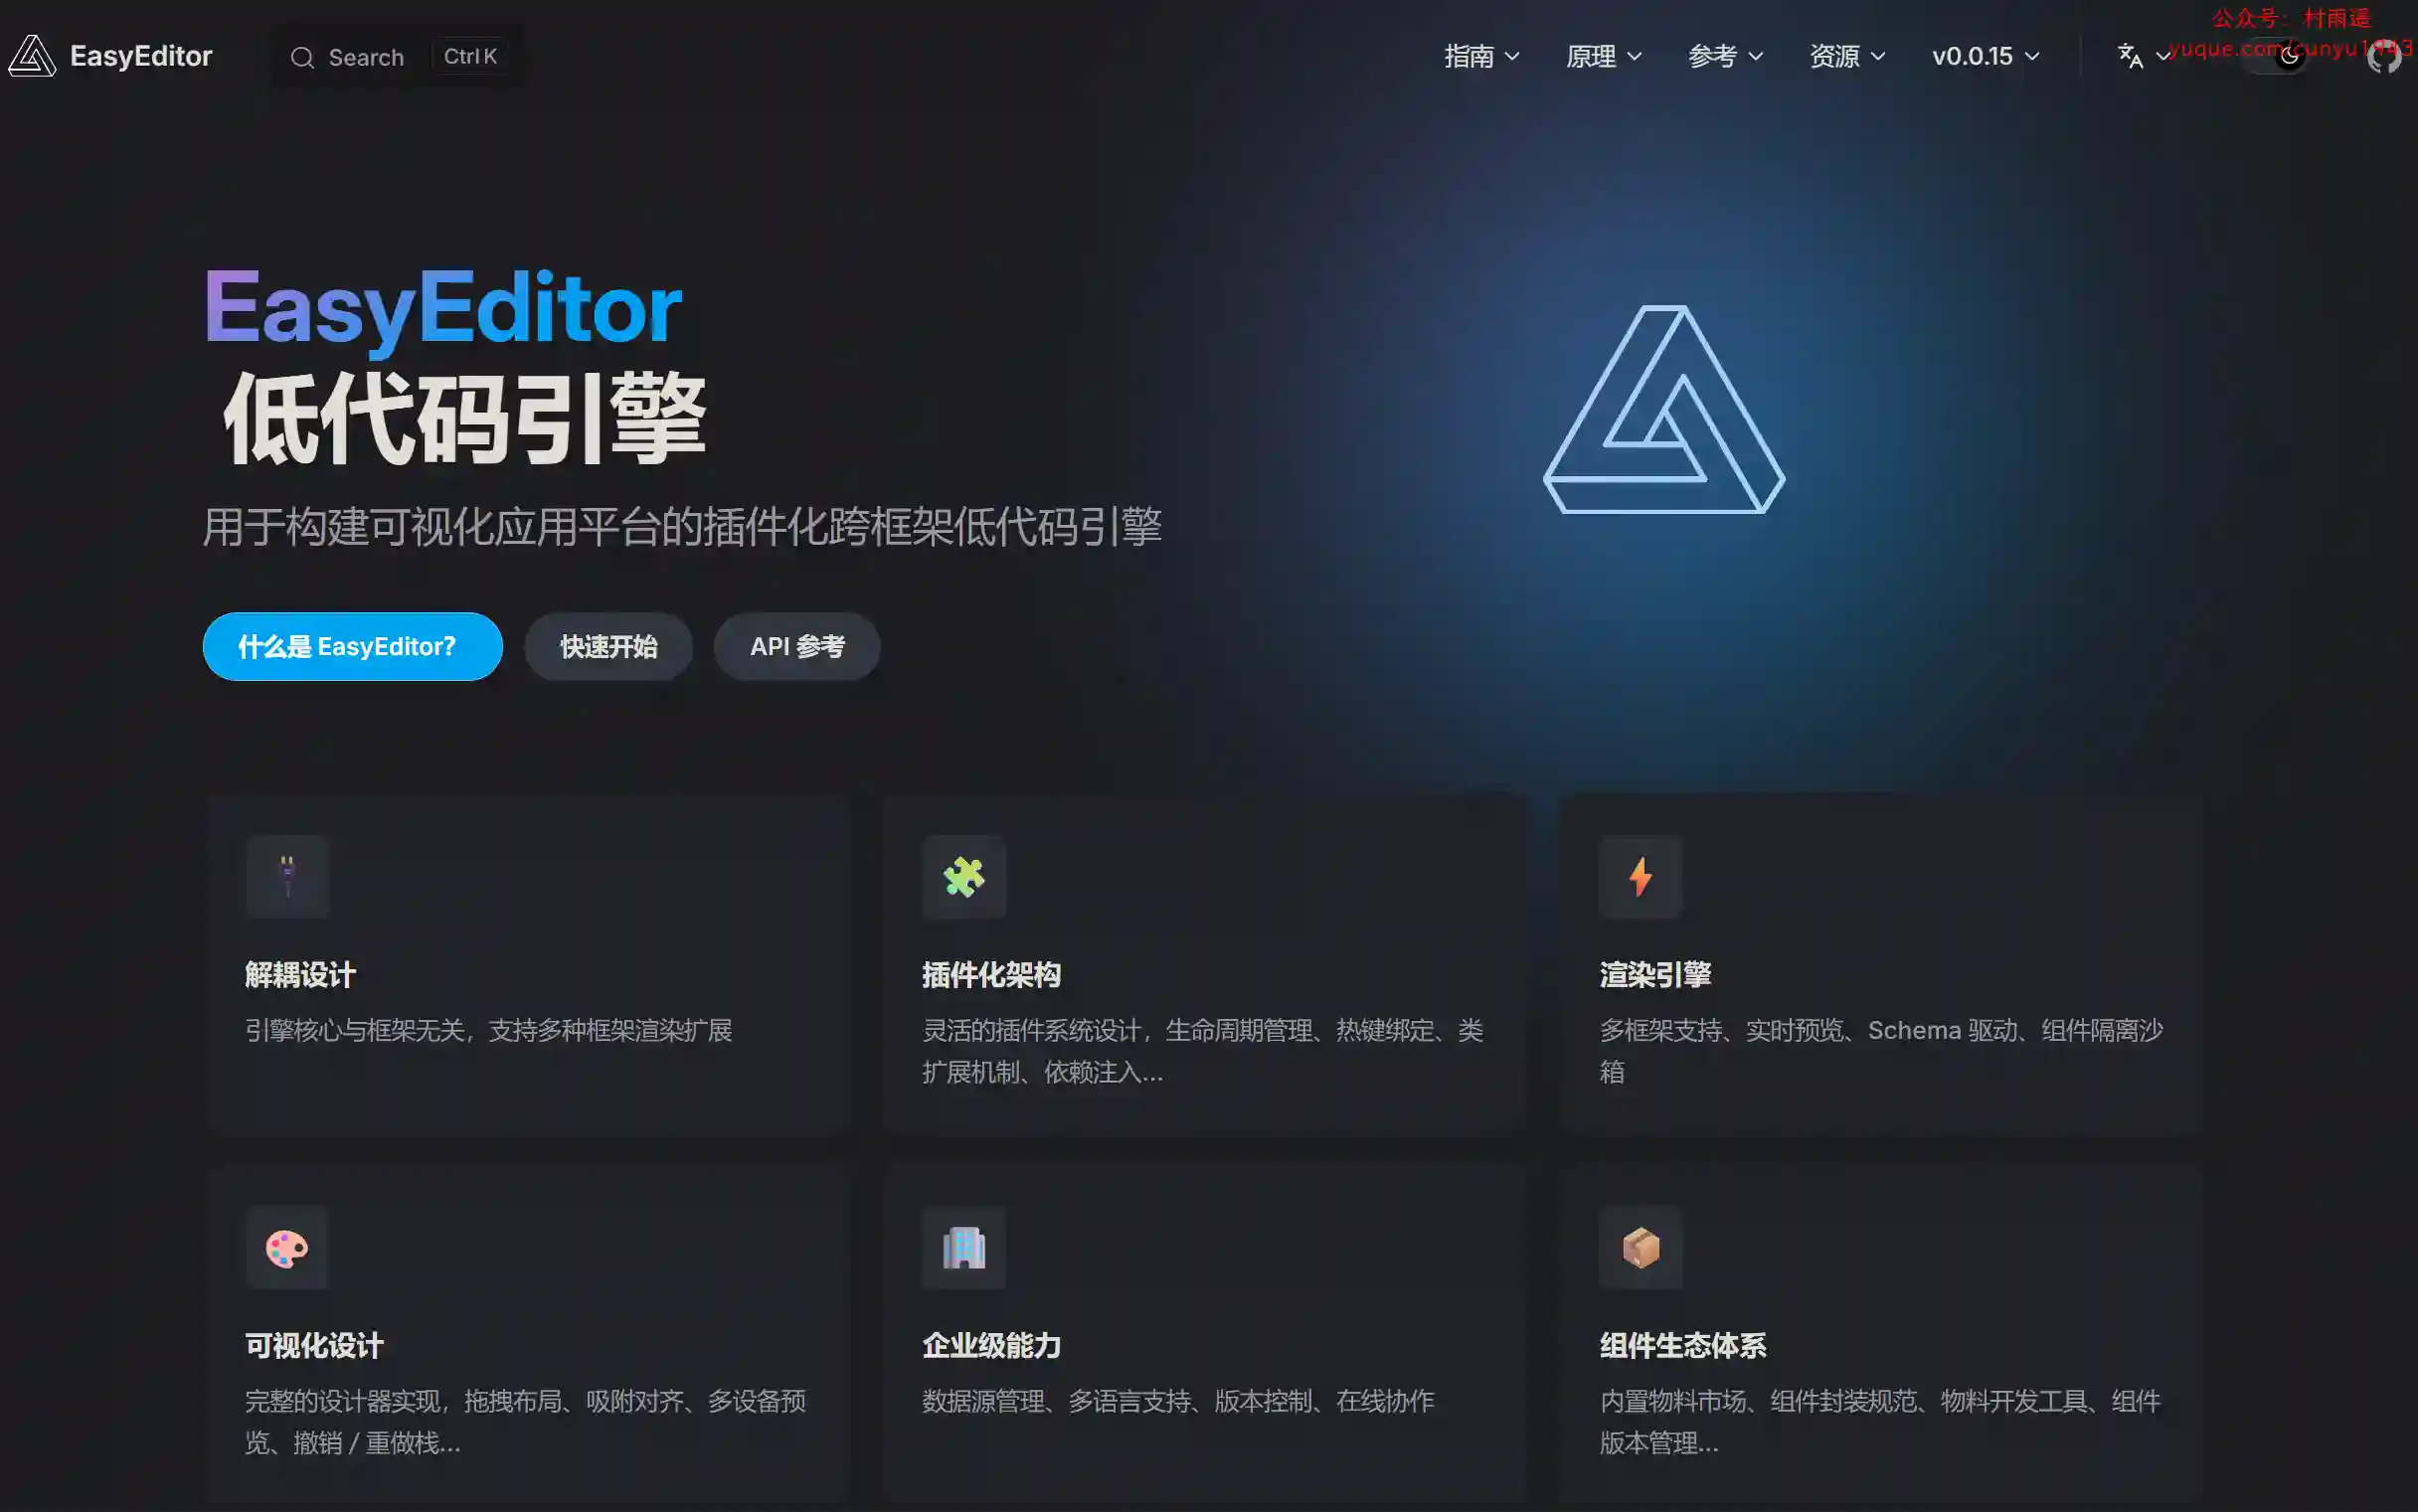 公众号：村雨遥
EasyEditor
Search
Ctrl K
指南
原理
参考
资源
v0.0.15
yuque.com/cunyu1943
EasyEditor
低代码引擎
用于构建可视化应用平台的插件化跨框架低代码引擎
什么是 EasyEditor？
快速开始
API 参考
解耦设计
引擎核心与框架无关，支持多种框架渲染扩展
插件化架构
灵活的插件系统设计，生命周期管理、热键绑定、类
扩展机制、依赖注入...
渲染引擎
多框架支持、实时预览、Schema 驱动、组件隔离沙
箱
可视化设计
完整的设计器实现，拖拽布局、吸附对齐、多设备预
览、撤销 / 重做栈...
企业级能力
数据源管理、多语言支持、版本控制、在线协作
组件生态体系
内置物料市场、组件封装规范、物料开发工具、组件
版本管理...